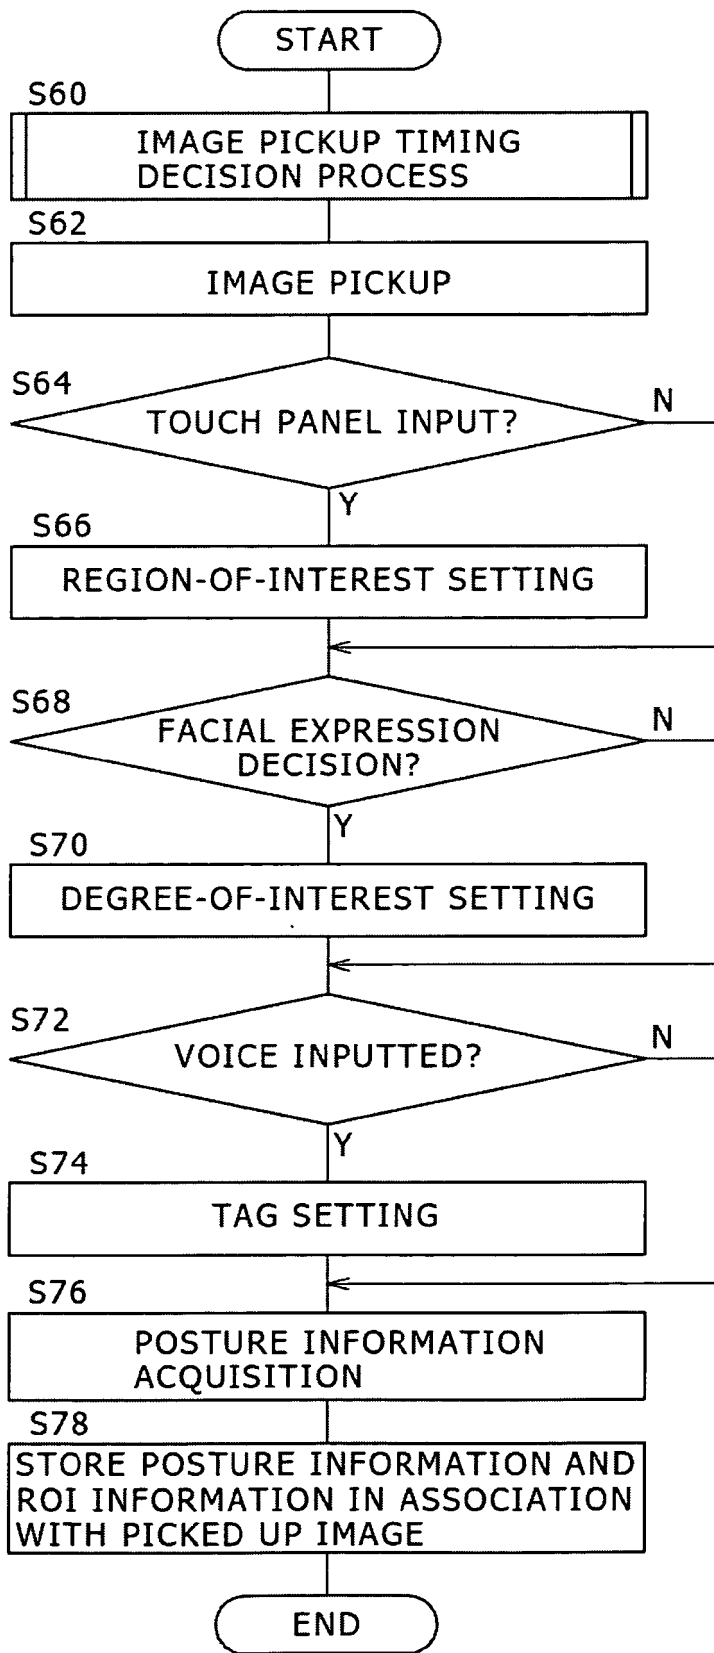 START
S60
IMAGE PICKUP TIMING
DECISION PROCESS
S62
IMAGE PICKUP
S64
TOUCH PANEL INPUT?
N
Y
S66
REGION-OF-INTEREST SETTING
S68
FACIAL EXPRESSION
DECISION?
N
Y
S70
DEGREE-OF-INTEREST SETTING
S72
VOICE INPUTTED?
N
Y
S74
TAG SETTING
S76
POSTURE INFORMATION
ACQUISITION
S78
STORE POSTURE INFORMATION AND
ROI INFORMATION IN ASSOCIATION
WITH PICKED UP IMAGE
END